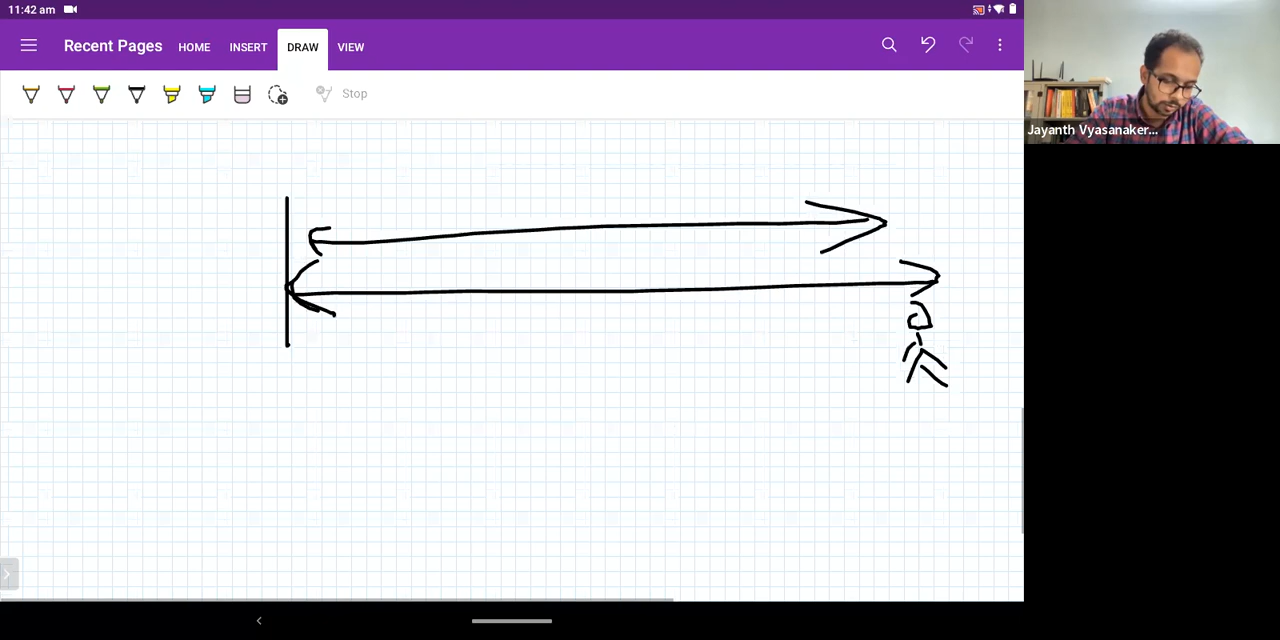 11:42 am
Recent Pages HOME INSERT DRAW VIEW
Stop
Jayanth Vyasanaker...